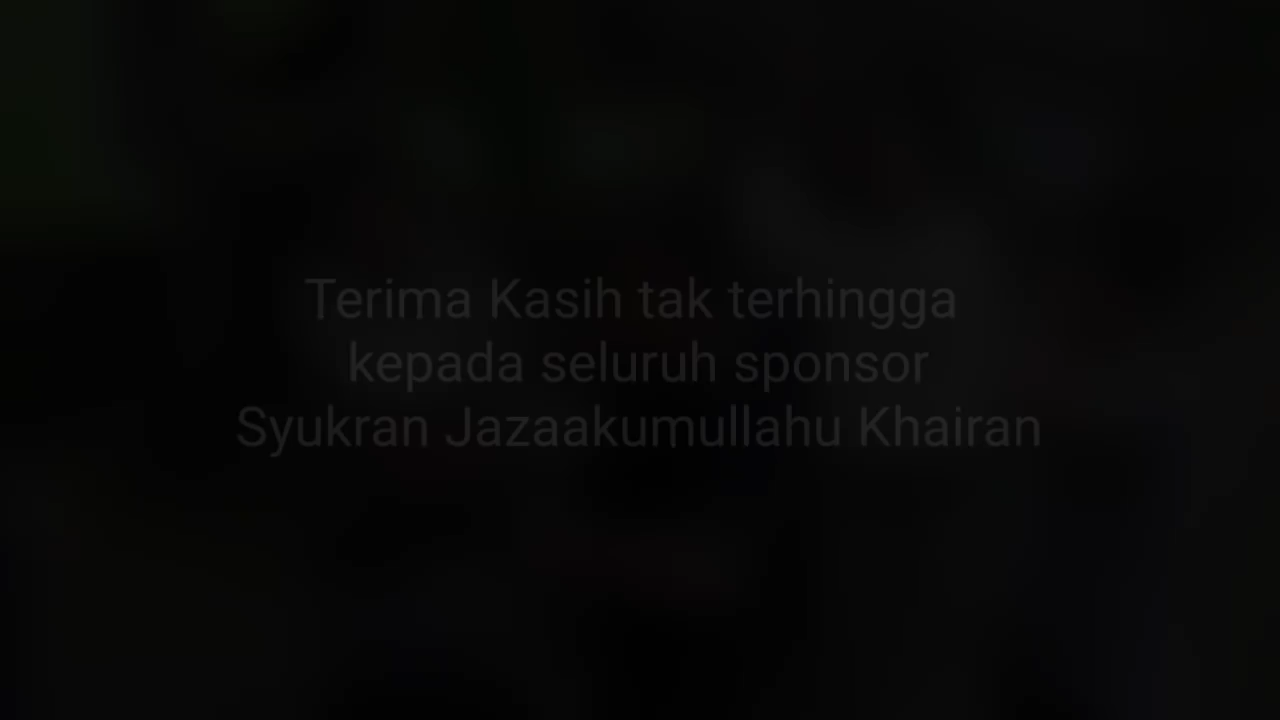 Terima Kasih tak terhingga
kepada seluruh sponsor
Syukran Jazaakumullahu Khairan